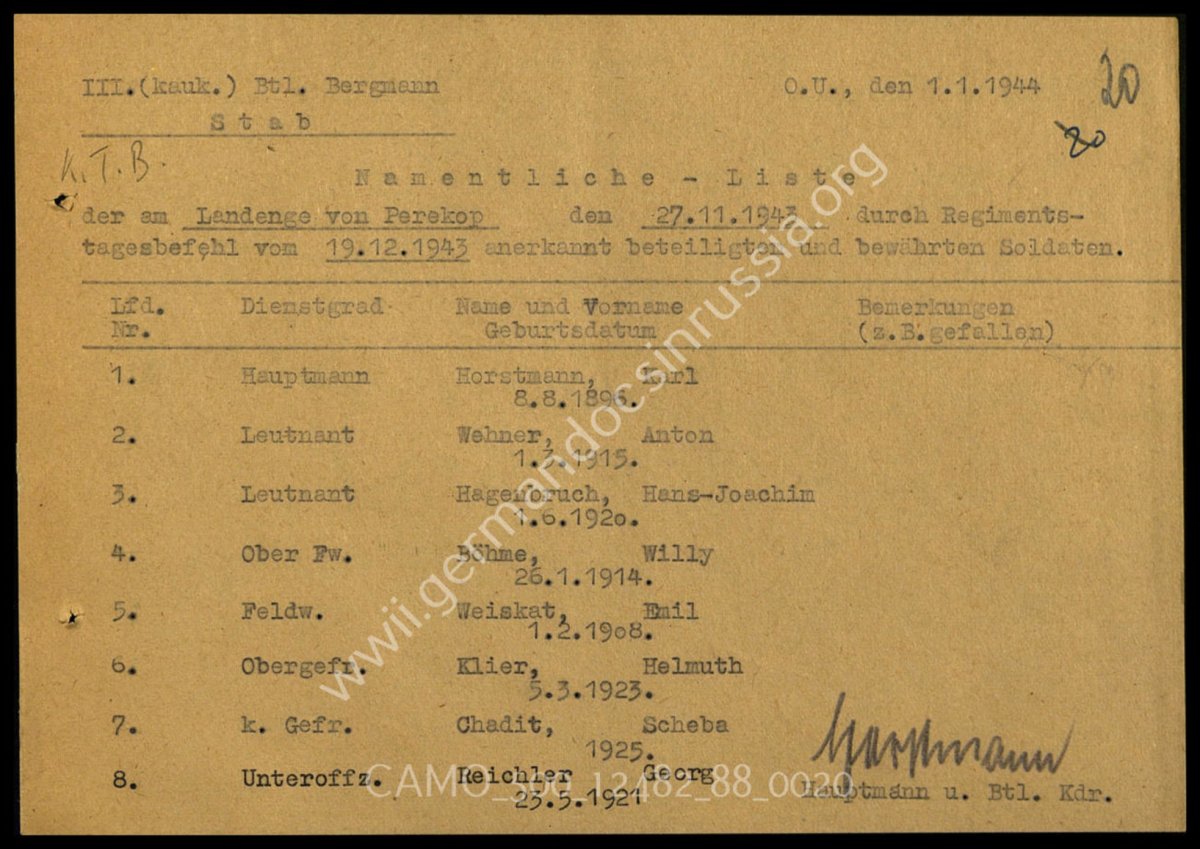 III.(kauk.) Btl. Bergmann O.U., den 1.1.1944 20
S t a b
20
K.T.B.
N a m e n t l i c h e - L i s t e
der am Landenge von Perekop den 27.11.1943 durch Regiments-
tagesbefehl vom 19.12.1943 anerkannt beteiligten und bewährten Soldaten.
Lfd. Dienstgrad Name und Vorname Bemerkungen
Nr. Geburtsdatum (z.B.gefallen)
1. Hauptmann Horstmann, Karl
8.8.1896.
2. Leutnant Wehner, Anton
1.3.1915.
3. Leutnant Hagenbruch, Hans-Joachim
1.6.1920.
4. Ober Fw. Böhme, Willy
26.1.1914.
5. Feldw. Weiskat, Emil
1.2.1908.
6. Obergefr. Klier, Helmuth
5.3.1923.
7. k. Gefr. Chadit, Scheba
1925.
Horstmann
8. Unteroffz. Reichler Georg
23.5.1921
Hauptmann u. Btl. Kdr.
wwii.germandocsinrussia.org
CAMO_500_12482_88_0020